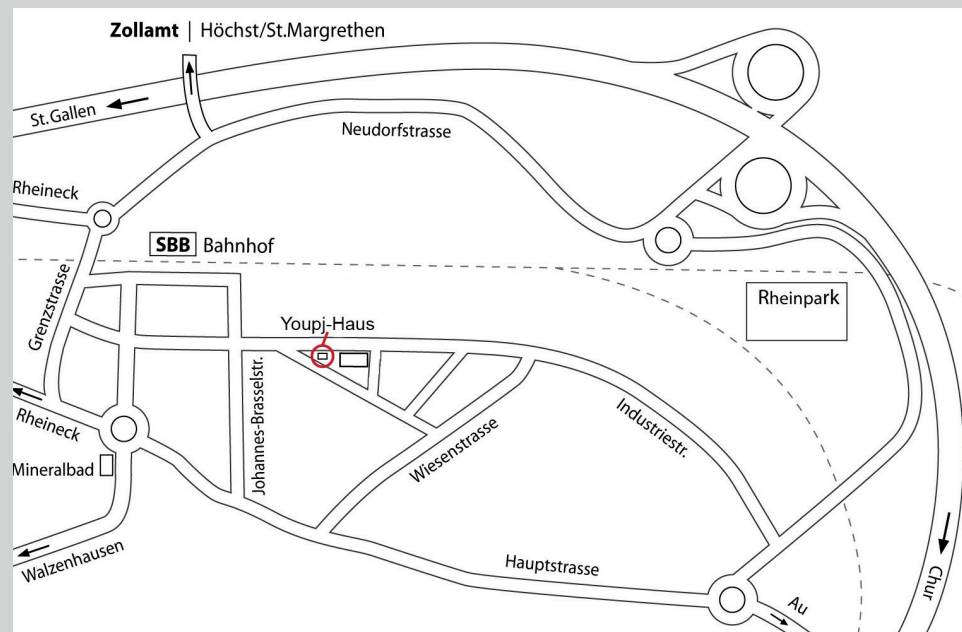 Zollamt | Höchst/St.Margrethen
St.Gallen
Neudorfstrasse
Rheineck
SBB Bahnhof
Grenzstrasse
Rheinpark
Youpj-Haus
Johannes-Brasselstr.
Industriestr.
Rheineck
Wiesenstrasse
Mineralbad
Walzenhausen
Hauptstrasse
Chur
Au